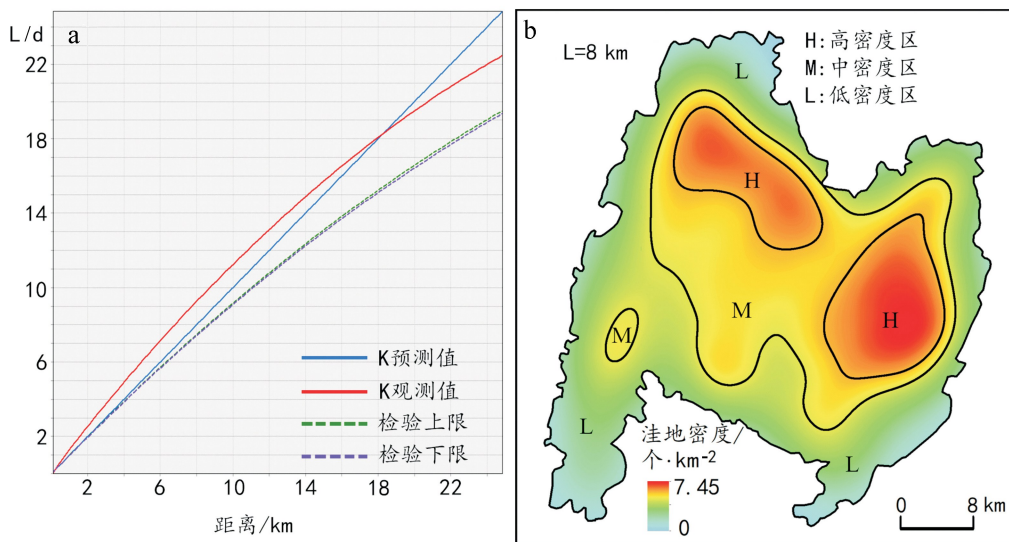 a
L/d
22
18
14
10
6
2
K预测值
K观测值
检验上限
检验下限
2
6
10
14
18
22
距离/km
b
L=8 km
H:高密度区
M:中密度区
L:低密度区
L
H
M
M
H
L
L
洼地密度/
个·km-2
7.45
0
0
8 km